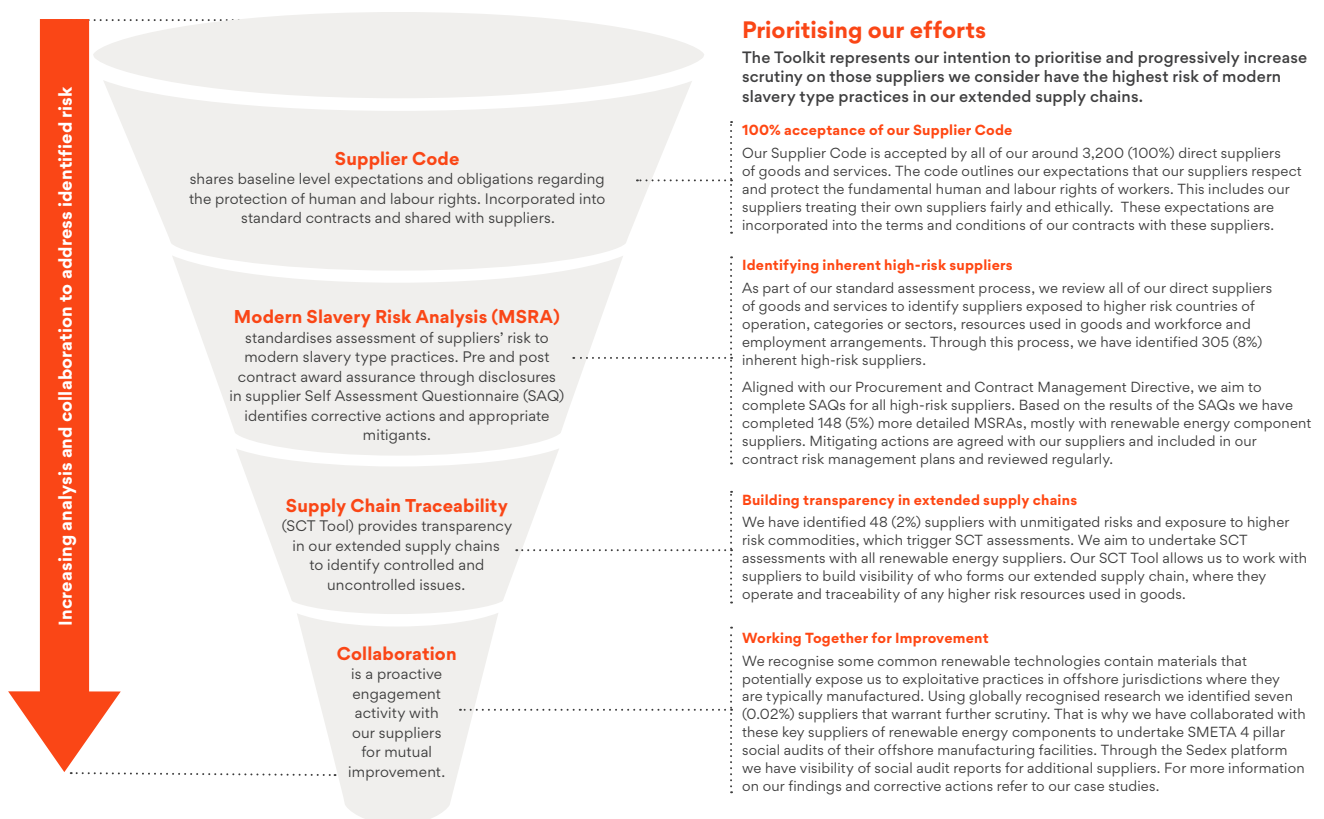 Increasing analysis and collaboration to address identified risk
Supplier Code
shares baseline level expectations and obligations regarding
the protection of human and labour rights. Incorporated into
standard contracts and shared with suppliers.
Modern Slavery Risk Analysis (MSRA)
standardises assessment of suppliers' risk to
modern slavery type practices. Pre and post
contract award assurance through disclosures
in supplier Self Assessment Questionnaire (SAQ)
identifies corrective actions and appropriate
mitigants.
Supply Chain Traceability
(SCT Tool) provides transparency
in our extended supply chains
to identify controlled and
uncontrolled issues.
Collaboration
is a proactive
engagement
activity with
our suppliers
for mutual
improvement.
Prioritising our efforts
The Toolkit represents our intention to prioritise and progressively increase
scrutiny on those suppliers we consider have the highest risk of modern
slavery type practices in our extended supply chains.
100% acceptance of our Supplier Code
Our Supplier Code is accepted by all of our around 3,200 (100%) direct suppliers
of goods and services. The code outlines our expectations that our suppliers respect
and protect the fundamental human and labour rights of workers. This includes our
suppliers treating their own suppliers fairly and ethically. These expectations are
incorporated into the terms and conditions of our contracts with these suppliers.
Identifying inherent high-risk suppliers
As part of our standard assessment process, we review all of our direct suppliers
of goods and services to identify suppliers exposed to higher risk countries of
operation, categories or sectors, resources used in goods and workforce and
employment arrangements. Through this process, we have identified 305 (8%)
inherent high-risk suppliers.
Aligned with our Procurement and Contract Management Directive, we aim to
complete SAQs for all high-risk suppliers. Based on the results of the SAQs we have
completed 148 (5%) more detailed MSRAs, mostly with renewable energy component
suppliers. Mitigating actions are agreed with our suppliers and included in our
contract risk management plans and reviewed regularly.
Building transparency in extended supply chains
We have identified 48 (2%) suppliers with unmitigated risks and exposure to higher
risk commodities, which trigger SCT assessments. We aim to undertake SCT
assessments with all renewable energy suppliers. Our SCT Tool allows us to work with
suppliers to build visibility of who forms our extended supply chain, where they
operate and traceability of any higher risk resources used in goods.
Working Together for Improvement
We recognise some common renewable technologies contain materials that
potentially expose us to exploitative practices in offshore jurisdictions where they
are typically manufactured. Using globally recognised research we identified seven
(0.02%) suppliers that warrant further scrutiny. That is why we have collaborated with
these key suppliers of renewable energy components to undertake SMETA 4 pillar
social audits of their offshore manufacturing facilities. Through the Sedex platform
we have visibility of social audit reports for additional suppliers. For more information
on our findings and corrective actions refer to our case studies.